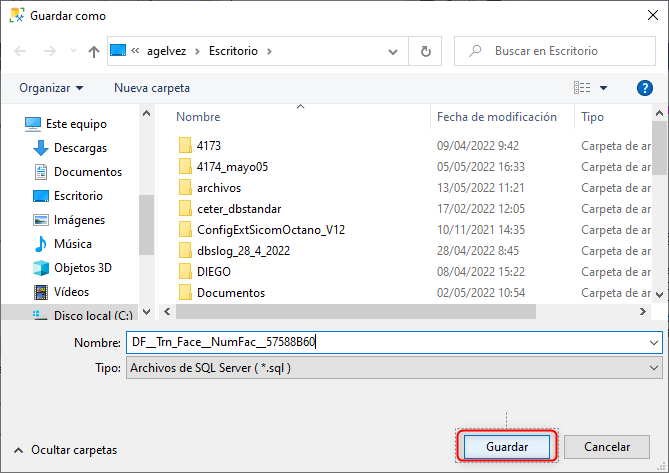 Guardar como
agelvez > Escritorio >
Buscar en Escritorio
Organizar
Nueva carpeta
Este equipo
Descargas
Documentos
Escritorio
Imágenes
Música
Objetos 3D
Vídeos
Disco local (C:)
Nombre Fecha de modificación Tipo
4173 09/04/2022 9:42 Carpeta de ar
4174_mayo05 05/05/2022 16:33 Carpeta de ar
archivos 13/05/2022 11:21 Carpeta de ar
ceter_dbstandar 17/02/2022 12:05 Carpeta de ar
ConfigExtSicomOctano_V12 10/11/2021 14:35 Carpeta de ar
dbslog_28_4_2022 28/04/2022 8:45 Carpeta de ar
DIEGO 08/04/2022 15:22 Carpeta de ar
Documentos 02/05/2022 10:54 Carpeta de ar
Nombre: DF__Trn_Face__NumFac__57588B60
Tipo: Archivos de SQL Server ( *.sql )
Ocultar carpetas
Guardar
Cancelar